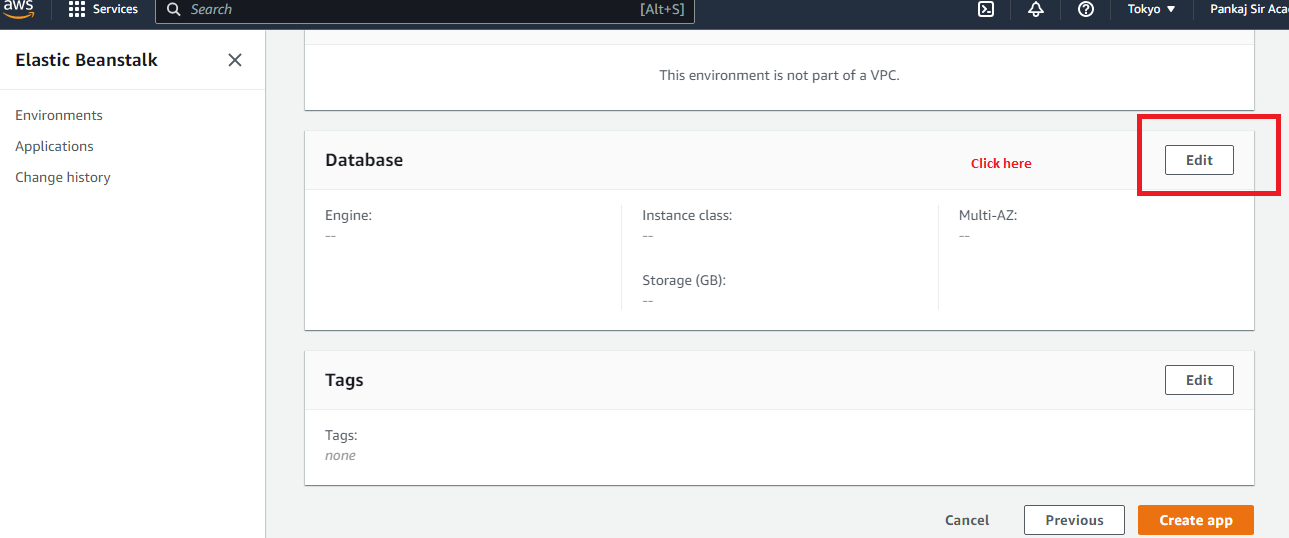 aws
Services
Search
[Alt+S]
Tokyo
Pankaj Sir Aca
Elastic Beanstalk
Environments
Applications
Change history
This environment is not part of a VPC.
Database
Click here
Edit
Engine:
--
Instance class:
--
Storage (GB):
--
Multi-AZ:
--
Tags
Edit
Tags:
none
Cancel
Previous
Create app